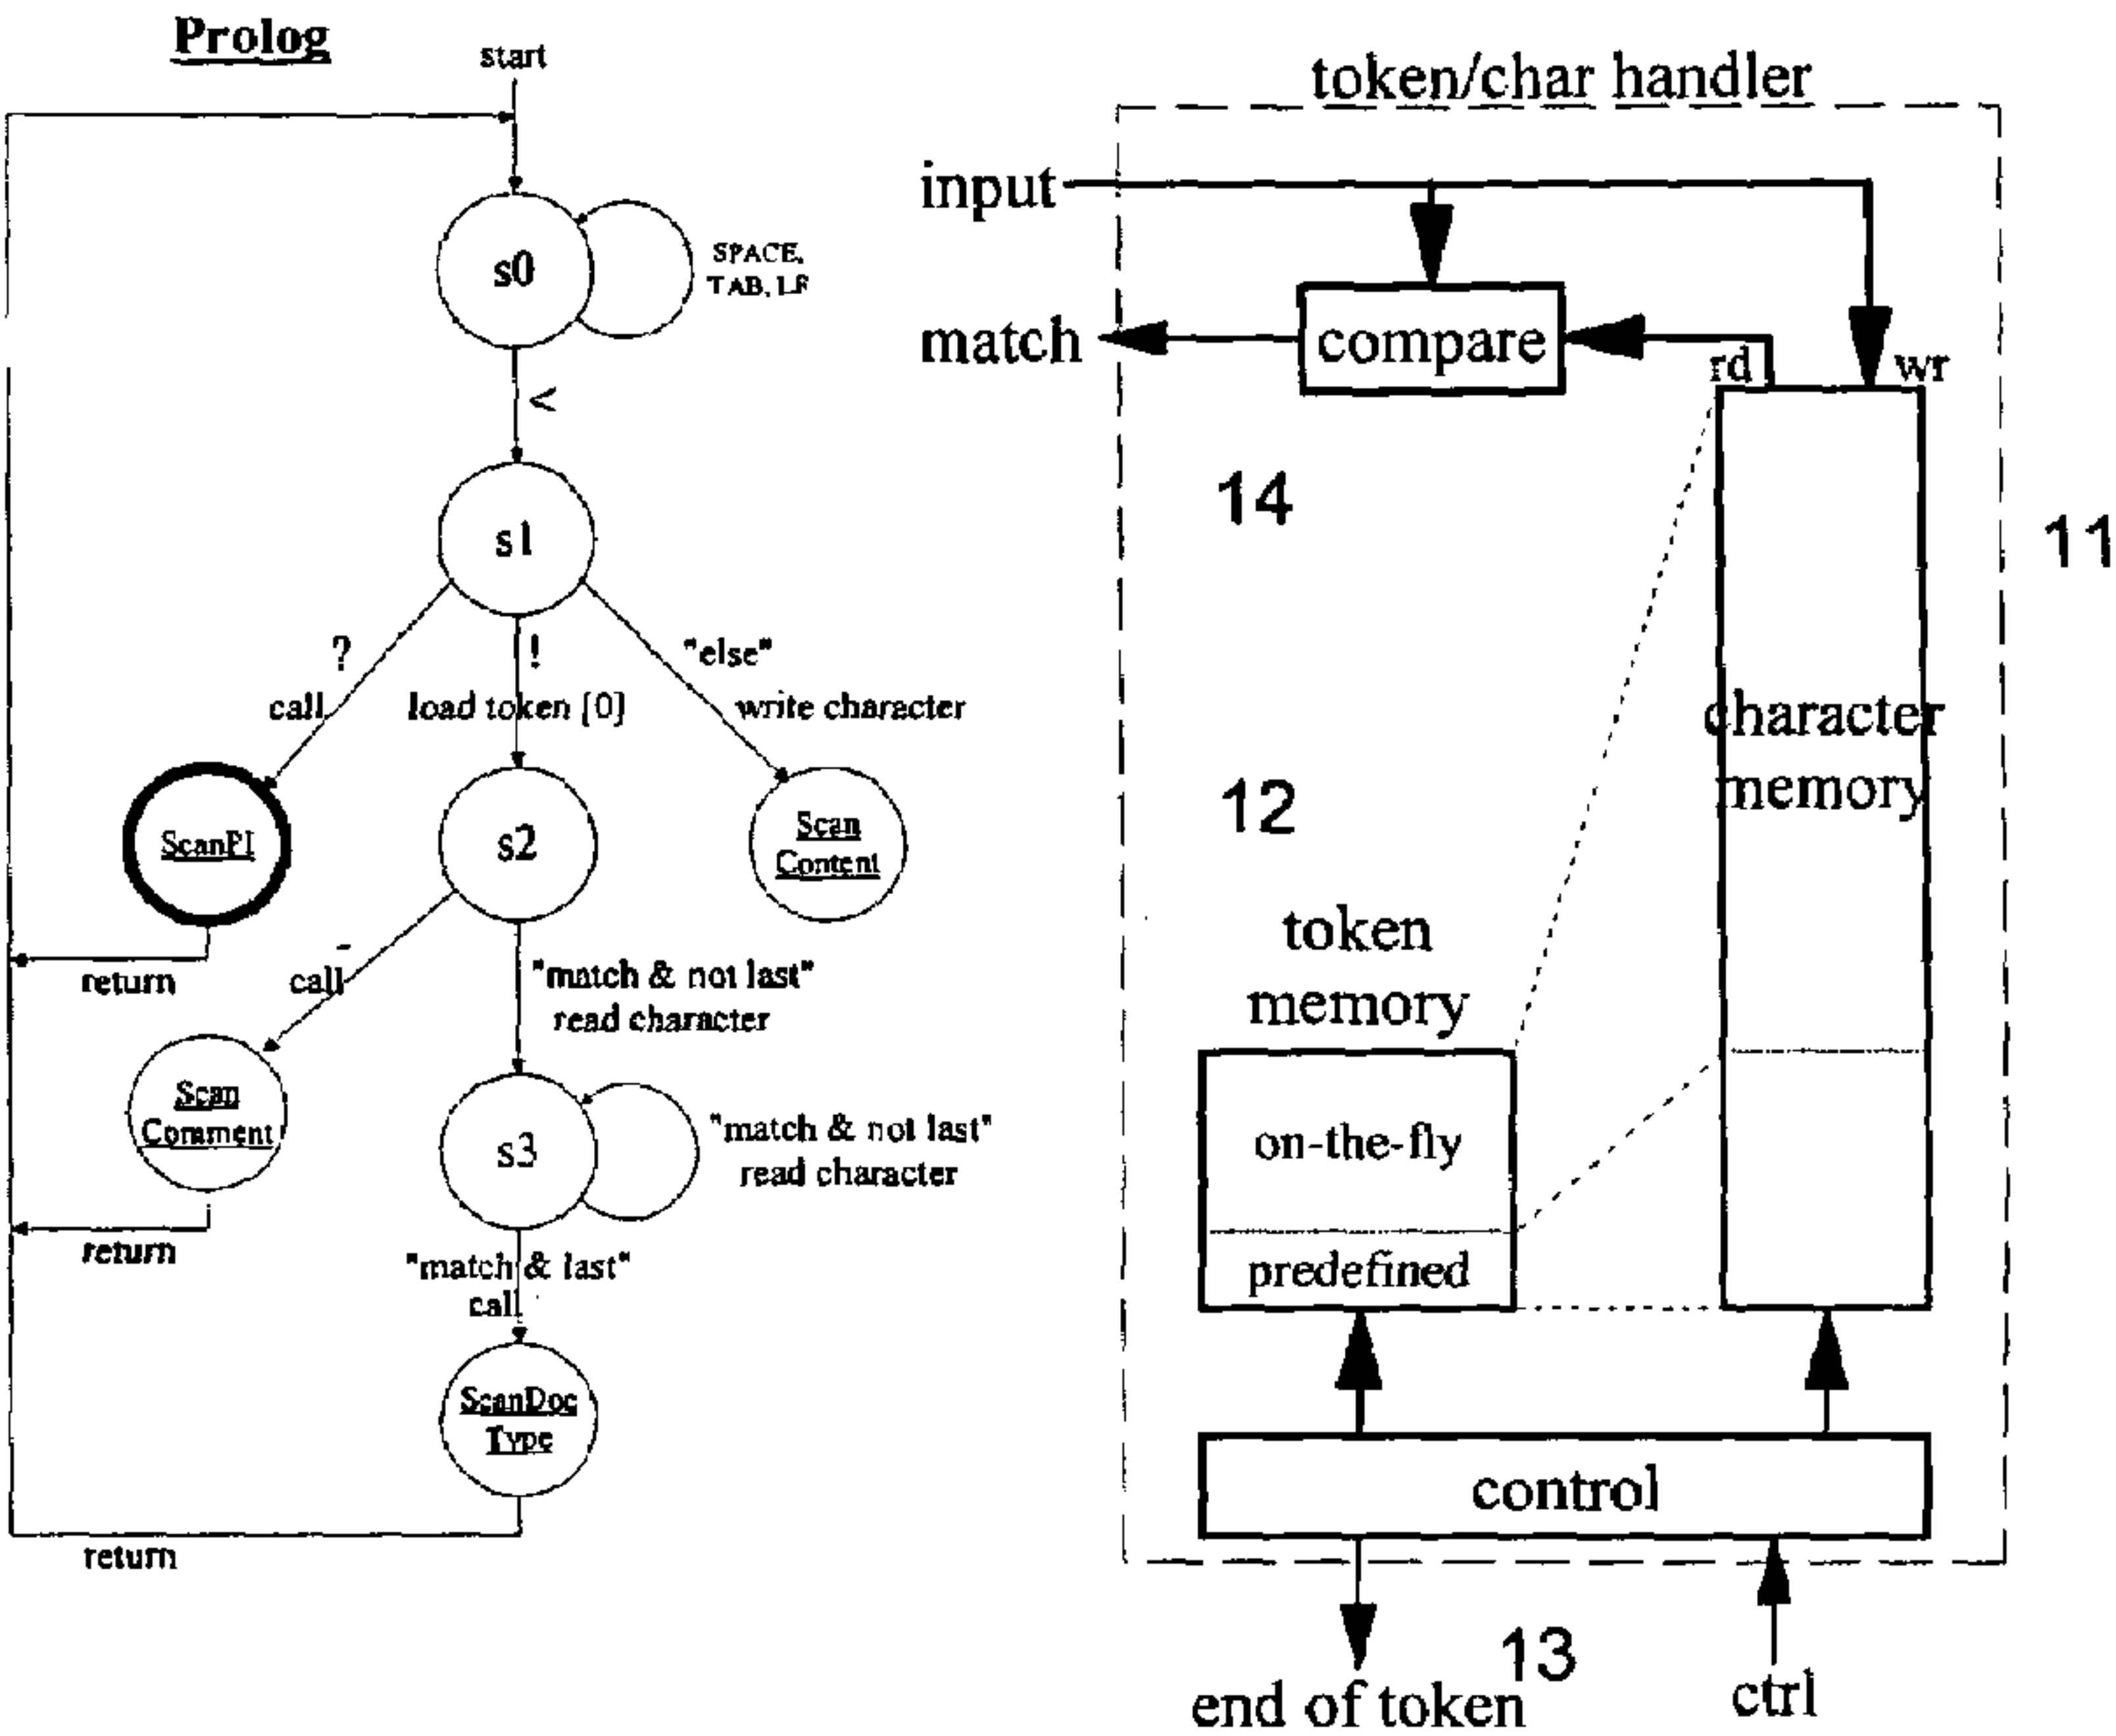 Prolog
start
s0
SPACE,
TAB, LF
<
s1
?
call
!
load token [0]
"else"
write character
ScanPI
s2
Scan
Content
return
-
call
"match & not last"
read character
Scan
Comment
s3
"match & not last"
read character
return
"match & last"
call
ScanDoc
Type
return
token/char handler
input
match
compare
rd
wr
14
11
character
memory
12
token
memory
on-the-fly
predefined
control
13
end of token
ctrl